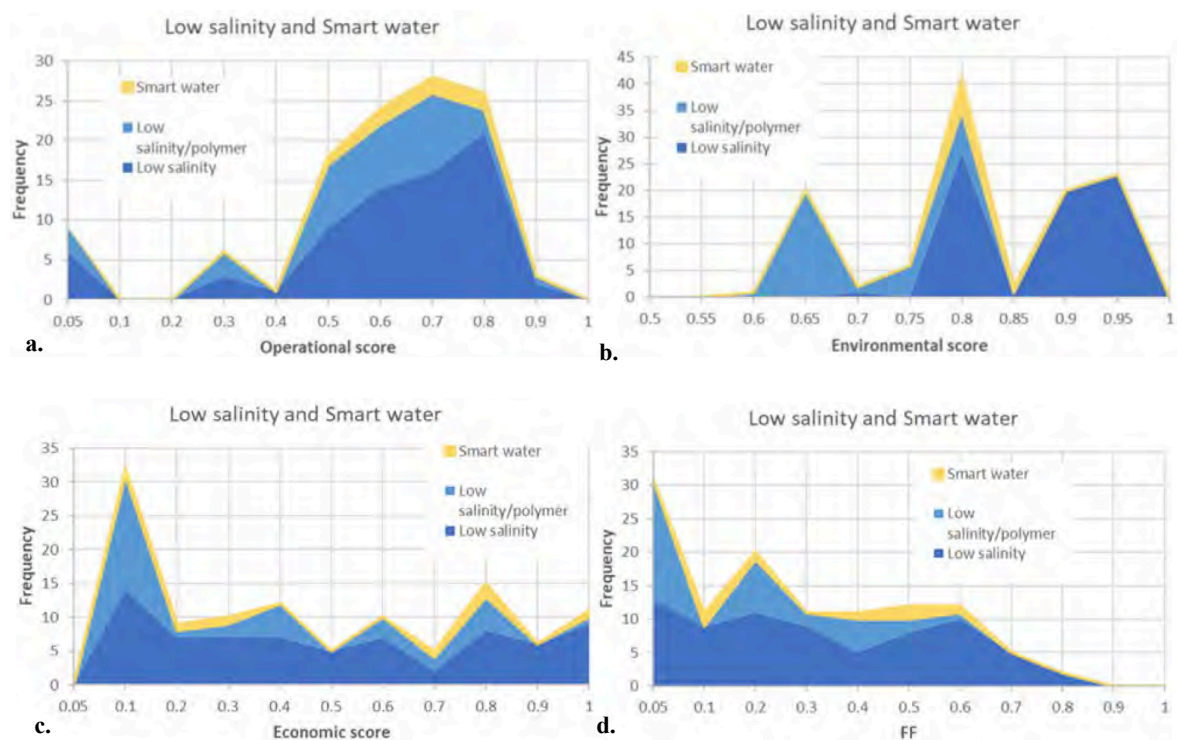 Low salinity and Smart water
30
25
20
15
10
5
0
Frequency
Smart water
Low
salinity/polymer
Low salinity
0.05 0.1 0.2 0.3 0.4 0.5 0.6 0.7 0.8 0.9 1
Operational score
a.
Low salinity and Smart water
45
40
35
30
25
20
15
10
5
0
Frequency
Smart water
Low
salinity/polymer
Low salinity
0.5 0.55 0.6 0.65 0.7 0.75 0.8 0.85 0.9 0.95 1
Environmental score
b.
Low salinity and Smart water
35
30
25
20
15
10
5
0
Frequency
Smart water
Low
salinity/polymer
Low salinity
0.05 0.1 0.2 0.3 0.4 0.5 0.6 0.7 0.8 0.9 1
Economic score
c.
Low salinity and Smart water
35
30
25
20
15
10
5
0
Frequency
Smart water
Low
salinity/polymer
Low salinity
0.05 0.1 0.2 0.3 0.4 0.5 0.6 0.7 0.8 0.9 1
FF
d.